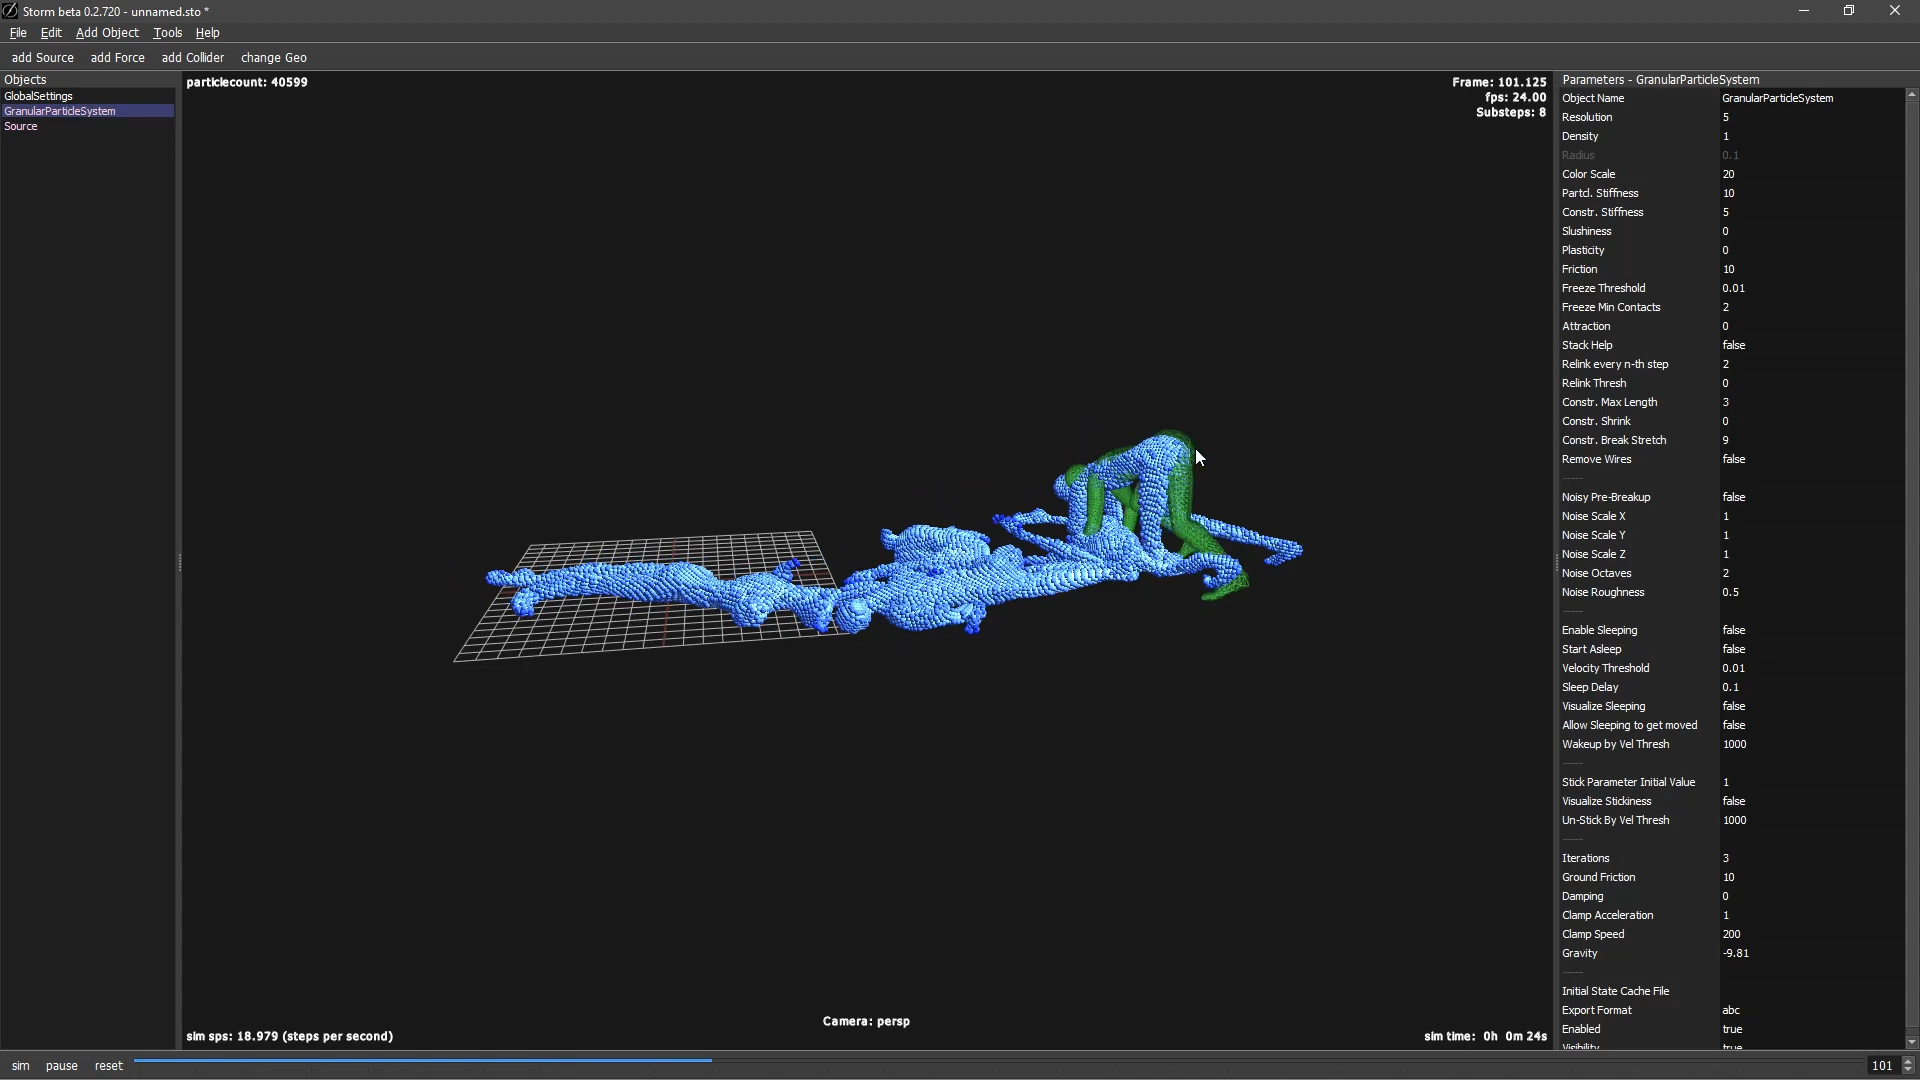 Storm beta 0.2.720 - unnamed.sto *
File Edit Add Object Tools Help
add Source add Force add Collider change Geo
Objects
GlobalSettings
GranularParticleSystem
Source
particlecount: 40599
Frame: 101.125
fps: 24.00
Substeps: 8
Camera: persp
sim sps: 18.979 (steps per second)
sim time: 0h 0m 24s
Parameters - GranularParticleSystem
Object Name GranularParticleSystem
Resolution 5
Density 1
Radius 0.1
Color Scale 20
Partcl. Stiffness 10
Constr. Stiffness 5
Slushiness 0
Plasticity 0
Friction 10
Freeze Threshold 0.01
Freeze Min Contacts 2
Attraction 0
Stack Help false
Relink every n-th step 2
Relink Thresh 0
Constr. Max Length 3
Constr. Shrink 0
Constr. Break Stretch 9
Remove Wires false
-----
Noisy Pre-Breakup false
Noise Scale X 1
Noise Scale Y 1
Noise Scale Z 1
Noise Octaves 2
Noise Roughness 0.5
-----
Enable Sleeping false
Start Asleep false
Velocity Threshold 0.01
Sleep Delay 0.1
Visualize Sleeping false
Allow Sleeping to get moved false
Wakeup by Vel Thresh 1000
-----
Stick Parameter Initial Value 1
Visualize Stickiness false
Un-Stick By Vel Thresh 1000
-----
Iterations 3
Ground Friction 10
Damping 0
Clamp Acceleration 1
Clamp Speed 200
Gravity -9.81
-----
Initial State Cache File
Export Format abc
Enabled true
Visibility true
sim pause reset
101